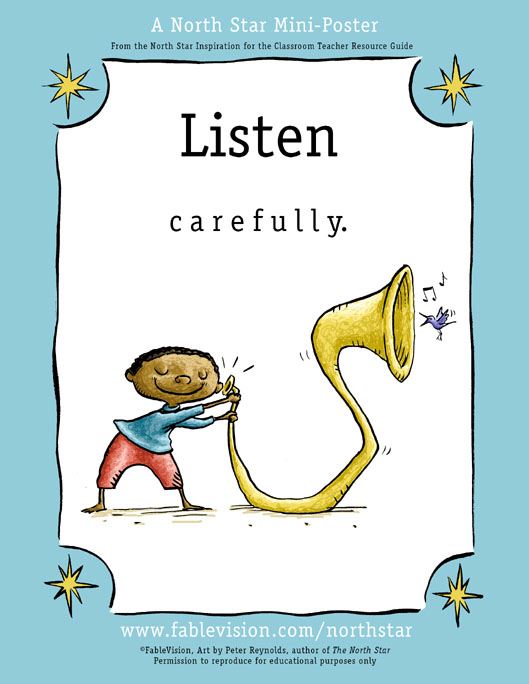 A North Star Mini-Poster
From the North Star Inspiration for the Classroom Teacher Resource Guide
Listen
carefully.
www.fablevision.com/northstar
©FableVision, Art by Peter Reynolds, author of The North Star
Permission to reproduce for educational purposes only